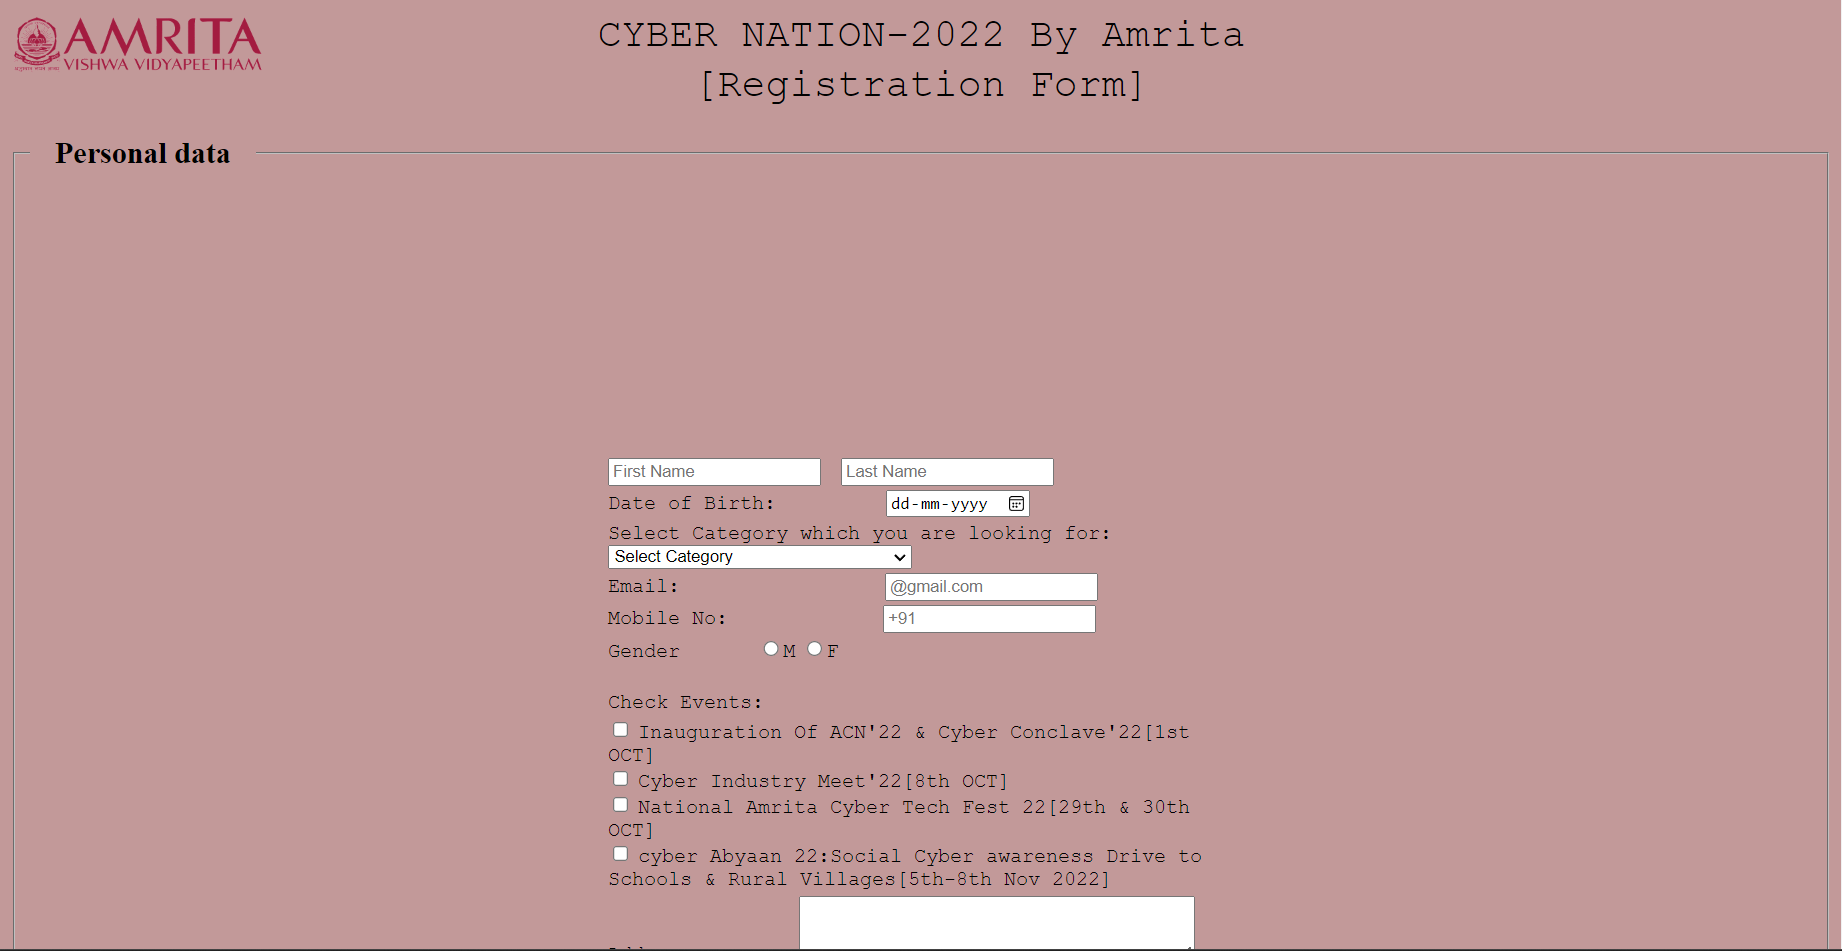 AMRITA
VISHWA VIDYAPEETHAM
CYBER NATION-2022 By Amrita
[Registration Form]
Personal data
First Name Last Name
Date of Birth: dd-mm-yyyy
Select Category which you are looking for:
Select Category
Email: @gmail.com
Mobile No: +91
Gender M F
Check Events:
Inauguration Of ACN'22 & Cyber Conclave'22[1st
OCT]
Cyber Industry Meet'22[8th OCT]
National Amrita Cyber Tech Fest 22[29th & 30th
OCT]
cyber Abyaan 22:Social Cyber awareness Drive to
Schools & Rural Villages[5th-8th Nov 2022]